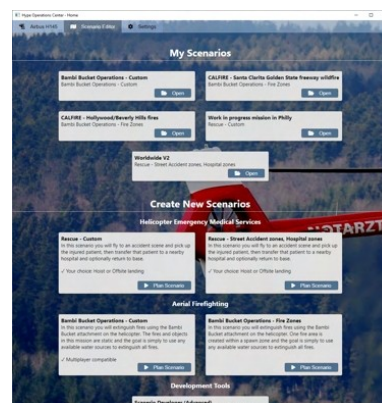 Hype Operations Center - Home
Airbus H145
Scenario Editor
Settings
My Scenarios
Bambi Bucket Operations - Custom
Bambi Bucket Operations - Custom
Open
CALFIRE - Santa Clarita Golden State freeway wildfire
Bambi Bucket Operations - Fire Zones
Open
CALFIRE - Hollywood/Beverly Hills fires
Bambi Bucket Operations - Fire Zones
Open
Work in progress mission in Philly
Rescue - Custom
Open
Worldwide V2
Rescue - Street Accident zones, Hospital zones
Open
NOTARZT
Create New Scenarios
Helicopter Emergency Medical Services
Rescue - Custom
In this scenario you will fly to an accident scene and pick up
the injured patient, then transfer that patient to a nearby
hospital and optionally return to base.
✓ Your choice: Hoist or Offsite landing
Plan Scenario
Rescue - Street Accident zones, Hospital zones
In this scenario you will fly to an accident scene and pick
up the injured patient, then transfer that patient to a
nearby hospital and optionally return to base.
✓ Your choice: Hoist or Offsite landing
Plan Scenario
Aerial Firefighting
Bambi Bucket Operations - Custom
In this scenario you will extinguish fires using the Bambi
Bucket attachment on the helicopter. The fires and objects
in this mission are static and the goal is simply to use any
available water sources to extinguish all fires.
✓ Multiplayer compatible
Plan Scenario
Bambi Bucket Operations - Fire Zones
In this scenario you will extinguish fires using the Bambi
Bucket attachment on the helicopter. One fire area is
created within a spawn zone and the goal is simply to use
any available water sources to extinguish all fires.
Plan Scenario
Development Tools
Scenario Developer (Advanced)